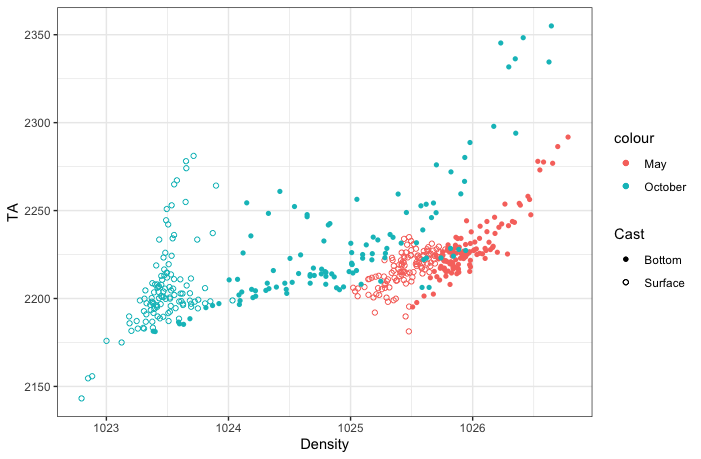 2350
2300
2250
2200
2150
TA
1023
1024
1025
1026
Density
colour
May
October
Cast
Bottom
Surface